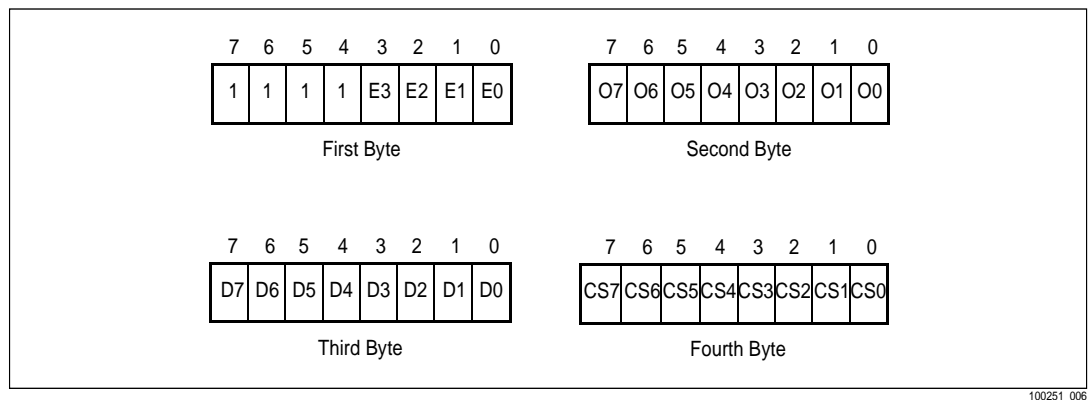 7 6 5 4 3 2 1 0
1 1 1 1 E3 E2 E1 E0
First Byte
7 6 5 4 3 2 1 0
O7 O6 O5 O4 O3 O2 O1 O0
Second Byte
7 6 5 4 3 2 1 0
D7 D6 D5 D4 D3 D2 D1 D0
Third Byte
7 6 5 4 3 2 1 0
CS7 CS6 CS5 CS4 CS3 CS2 CS1 CS0
Fourth Byte
100251_006